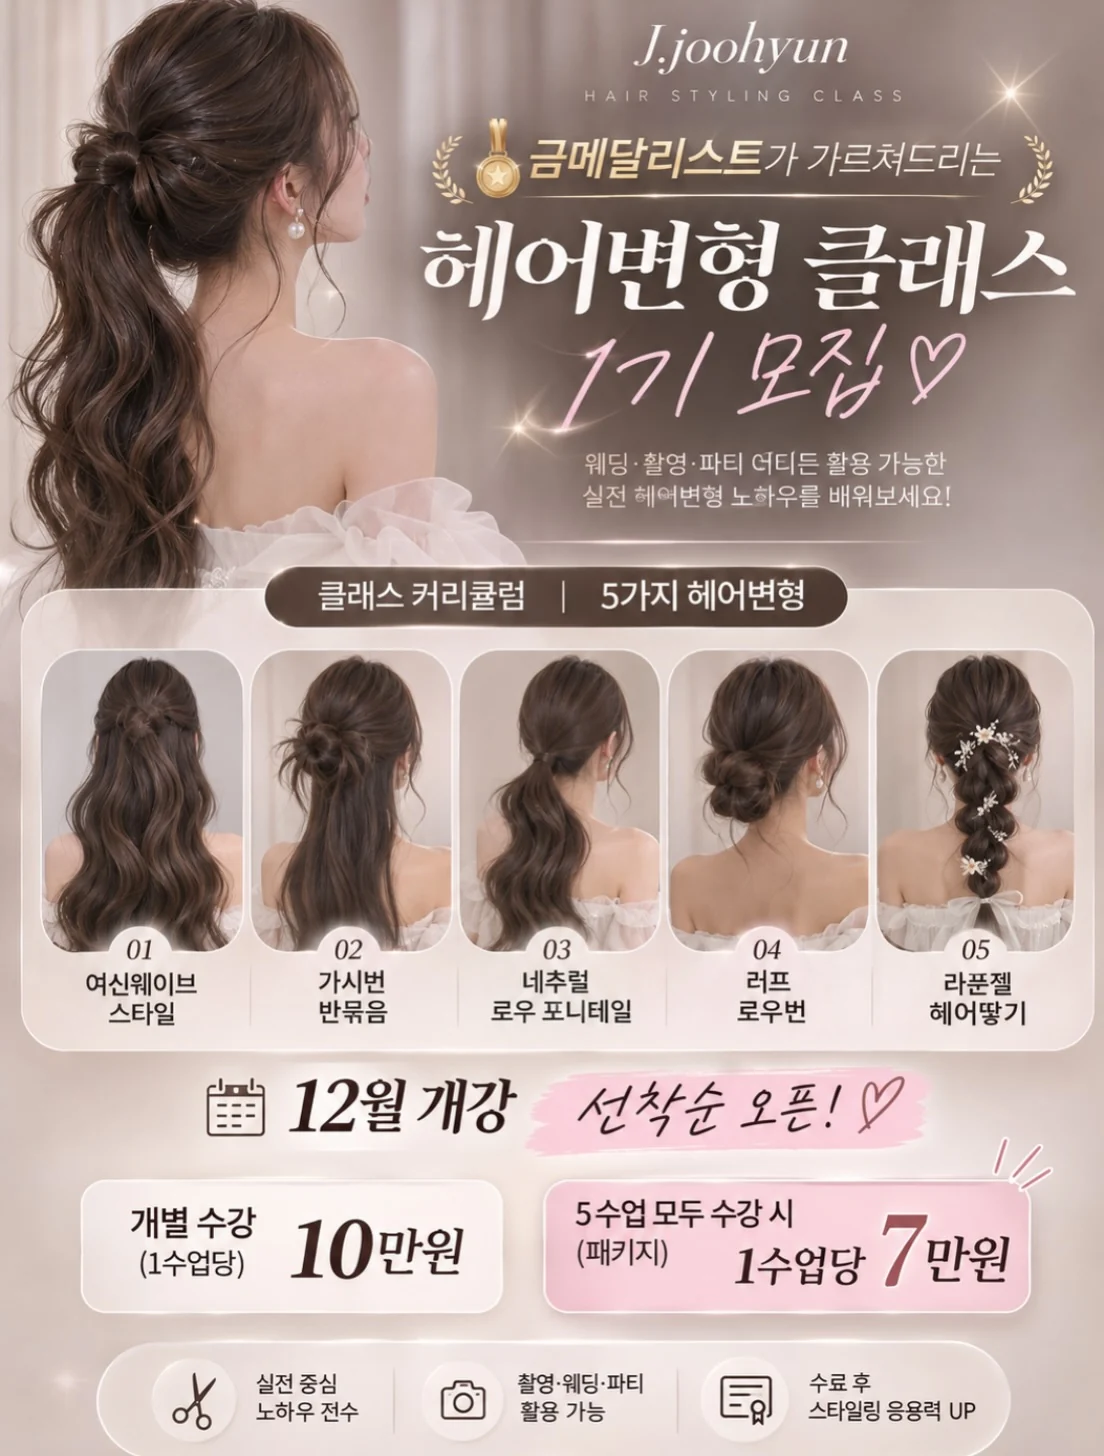 J.joohyun
HAIR STYLING CLASS
금메달리스트가 가르쳐드리는
헤어변형 클래스
1기 모집♡
웨딩·촬영·파티 어티든 활용 가능한
실전 헤어변형 노하우를 배워보세요!
클래스 커리큘럼 | 5가지 헤어변형
01
여신웨이브
스타일
02
가시번
반묶음
03
네추럴
로우 포니테일
04
러프
로우번
05
라푼젤
헤어땋기
12월 개강 선착순 오픈!♡
개별 수강
(1수업당)
10만원
5수업 모두 수강 시
(패키지)
1수업당 7만원
실전 중심
노하우 전수
촬영·웨딩·파티
활용 가능
수료 후
스타일링 응용력 UP